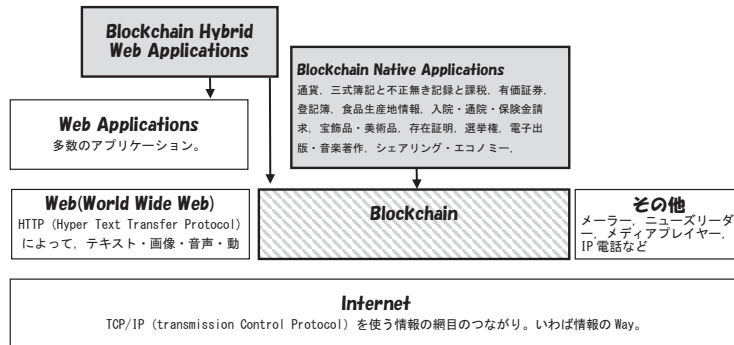 Blockchain Hybrid
Web Applications
Blockchain Native Applications
通貨, 三式簿記と不正無き記録と課税, 有価証券,
登記簿, 食品生産地情報, 入院・通院・保険金請
求, 宝飾品・美術品, 存在証明, 選挙権, 電子出
版・音楽著作, シェアリング・エコノミー,
Web Applications
多数のアプリケーション。
Web(World Wide Web)
HTTP (Hyper Text Transfer Protocol)
によって, テキスト・画像・音声・動
Blockchain
その他
メーラー, ニューズリーダ
ー, メディアプレイヤー,
IP 電話など
Internet
TCP/IP (transmission Control Protocol) を使う情報の網目のつながり。いわば情報の Way。